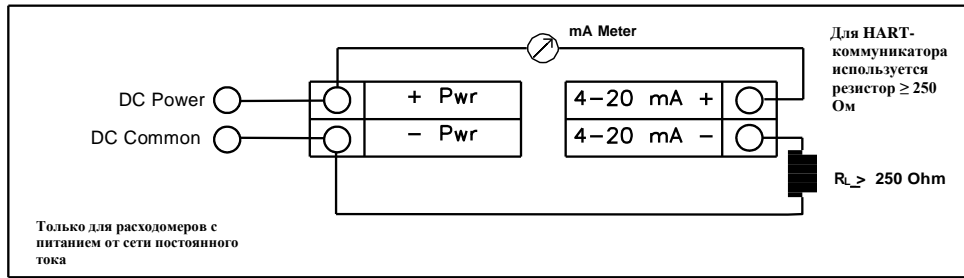 mA Meter
Для HART-
коммуникатора
используется
резистор ≥ 250
Ом
DC Power
+ Pwr
4-20 mA +
DC Common
- Pwr
4-20 mA -
RL > 250 Ohm
Только для расходомеров с
питанием от сети постоянного
тока